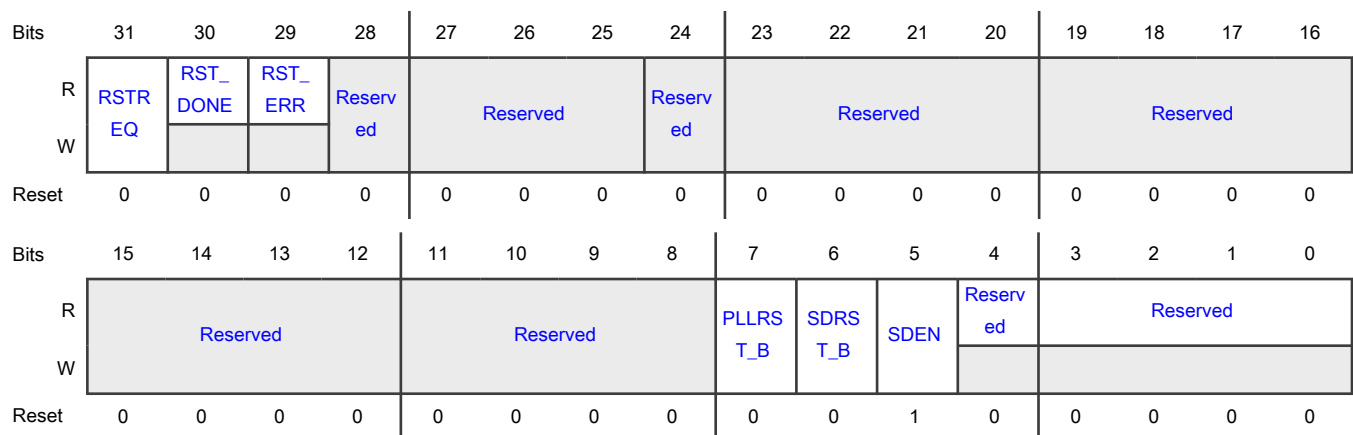 Bits 31 30 29 28 27 26 25 24 23 22 21 20 19 18 17 16
R RSTR RST_ RST_ Reserv Reserved Reserv Reserved Reserved
EQ DONE ERR ed ed
W
Reset 0 0 0 0 0 0 0 0 0 0 0 0 0 0 0 0
Bits 15 14 13 12 11 10 9 8 7 6 5 4 3 2 1 0
R Reserved Reserved PLLRS SDRS SDEN Reserv Reserved
T_B T_B ed
W
Reset 0 0 0 0 0 0 0 0 0 0 1 0 0 0 0 0